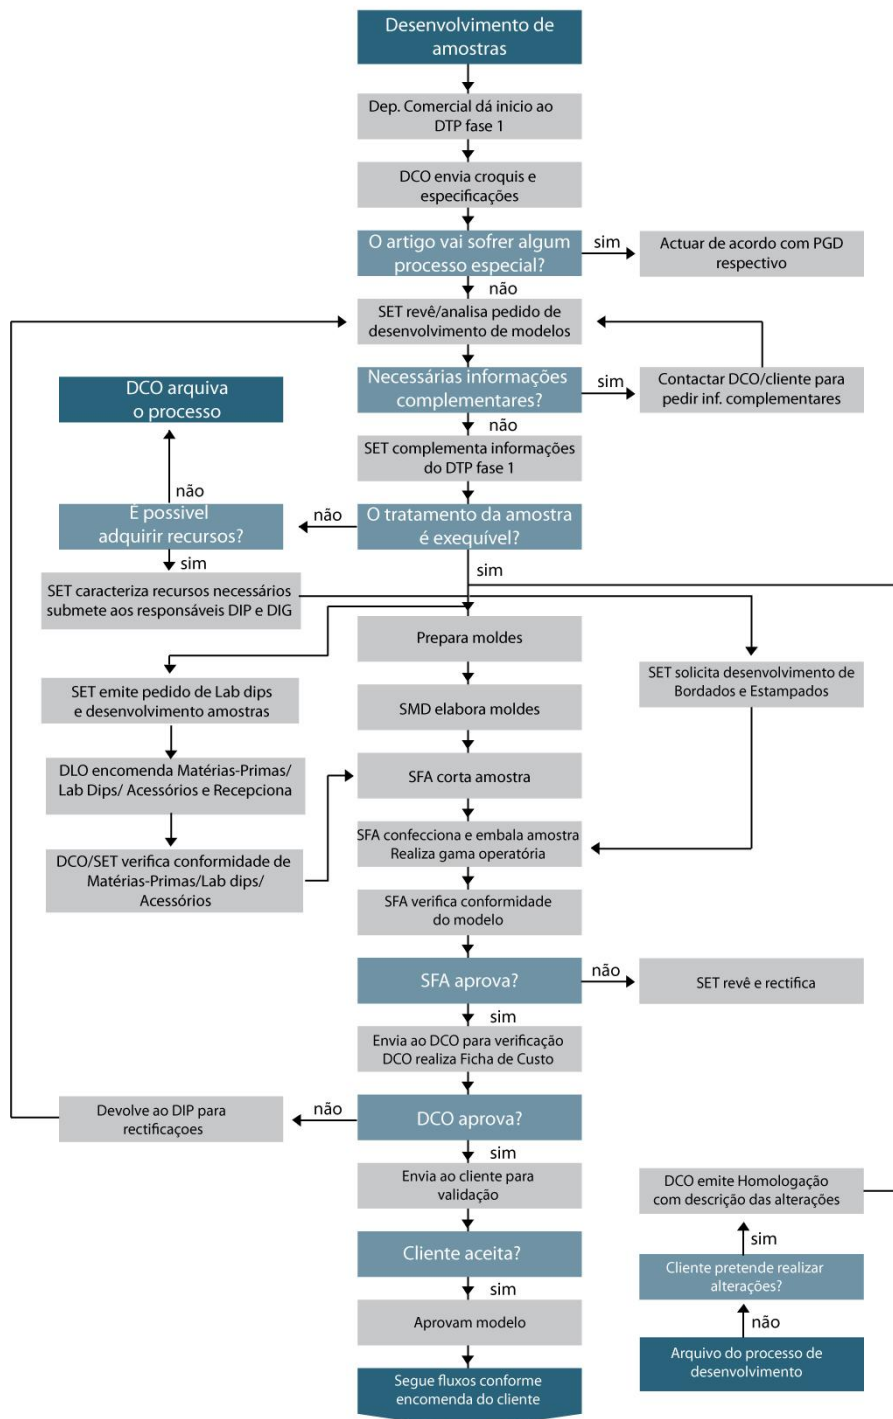 Desenvolvimento de
amostras
Dep. Comercial dá inicio ao
DTP fase 1
DCO envia croquis e
especificações
O artigo vai sofrer algum
processo especial?
sim
Actuar de acordo com PGD
respectivo
não
SET revê/analisa pedido de
desenvolvimento de modelos
DCO arquiva
o processo
Necessárias informações
complementares?
sim
Contactar DCO/cliente para
pedir inf. complementares
não
SET complementa informações
do DTP fase 1
não
É possivel
adquirir recursos?
não
O tratamento da amostra
é exequível?
sim
sim
SET caracteriza recursos necessários
submete aos responsáveis DIP e DIG
Prepara moldes
SET solicita desenvolvimento de
Bordados e Estampados
SET emite pedido de Lab dips
e desenvolvimento amostras
SMD elabora moldes
DLO encomenda Matérias-Primas/
Lab Dips/ Acessórios e Recepciona
SFA corta amostra
SFA confecciona e embala amostra
Realiza gama operatória
DCO/SET verifica conformidade de
Matérias-Primas/Lab dips/
Acessórios
SFA verifica conformidade
do modelo
SFA aprova?
não
SET revê e rectifica
sim
Envia ao DCO para verificação
DCO realiza Ficha de Custo
Devolve ao DIP para
rectificaçoes
não
DCO aprova?
sim
Envia ao cliente para
validação
DCO emite Homologação
com descrição das alterações
sim
Cliente aceita?
Cliente pretende realizar
alterações?
sim
não
Aprovam modelo
Arquivo do processo de
desenvolvimento
Segue fluxos conforme
encomenda do cliente